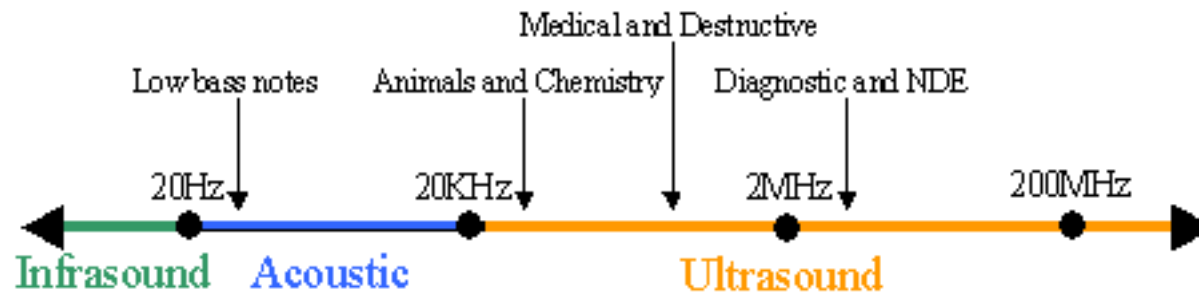 Medical and Destructive
Low bass notes Animals and Chemistry Diagnostic and NDE
20Hz 20KHz 2MHz 200MHz
Infrasound Acoustic Ultrasound